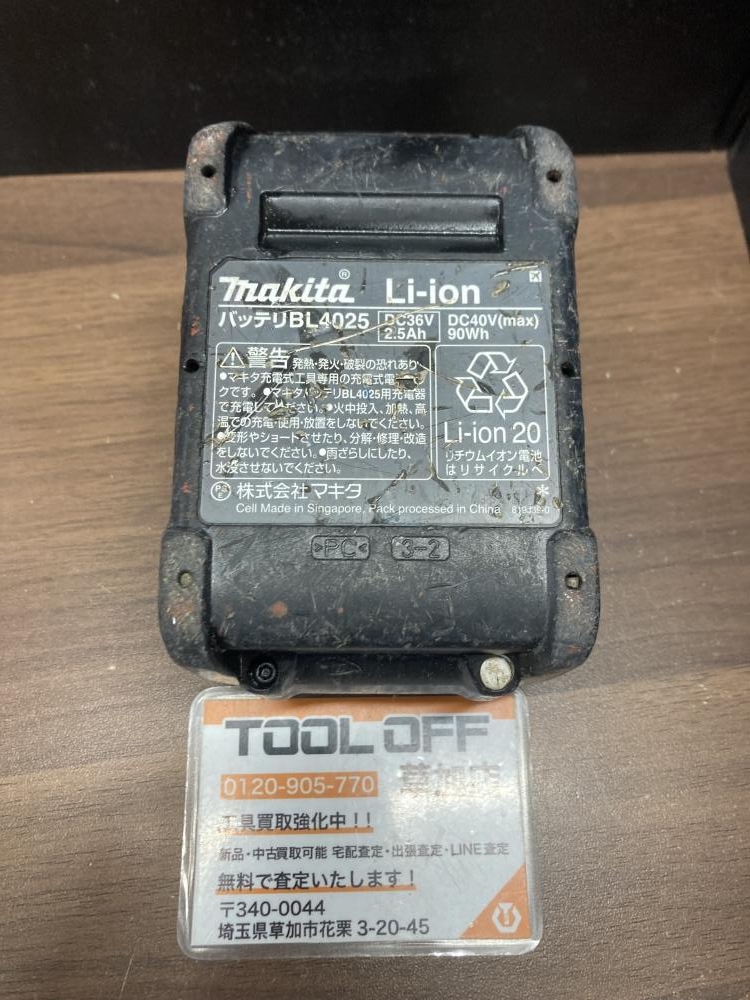 makita® Li-ion
バッテリBL4025 DC36V 2.5Ah DC40V(max) 90Wh
警告 発熱・発火・破裂の恐れあり
●マキタ充電式工具専用の充電式電
クです。●マキタバッテリBL4025用充電器
で充電してください。●火中投入、加熱、高
温での充電・使用・放置をしないでください。
●変形やショートさせたり、分解・修理・改造
をしないでください。●雨ざらしにしたり、
水没させないでください。
Li-ion 20
リチウムイオン電池
はリサイクルへ
PS E 株式会社マキタ *
Cell Made in Singapore, Pack processed in China
>PC< 3-2
TOOL OFF
0120-905-770 草加店
工具買取強化中!!
新品・中古買取可能 宅配査定・出張査定・LINE査定
無料で査定いたします!
〒340-0044
埼玉県草加市花栗 3-20-45